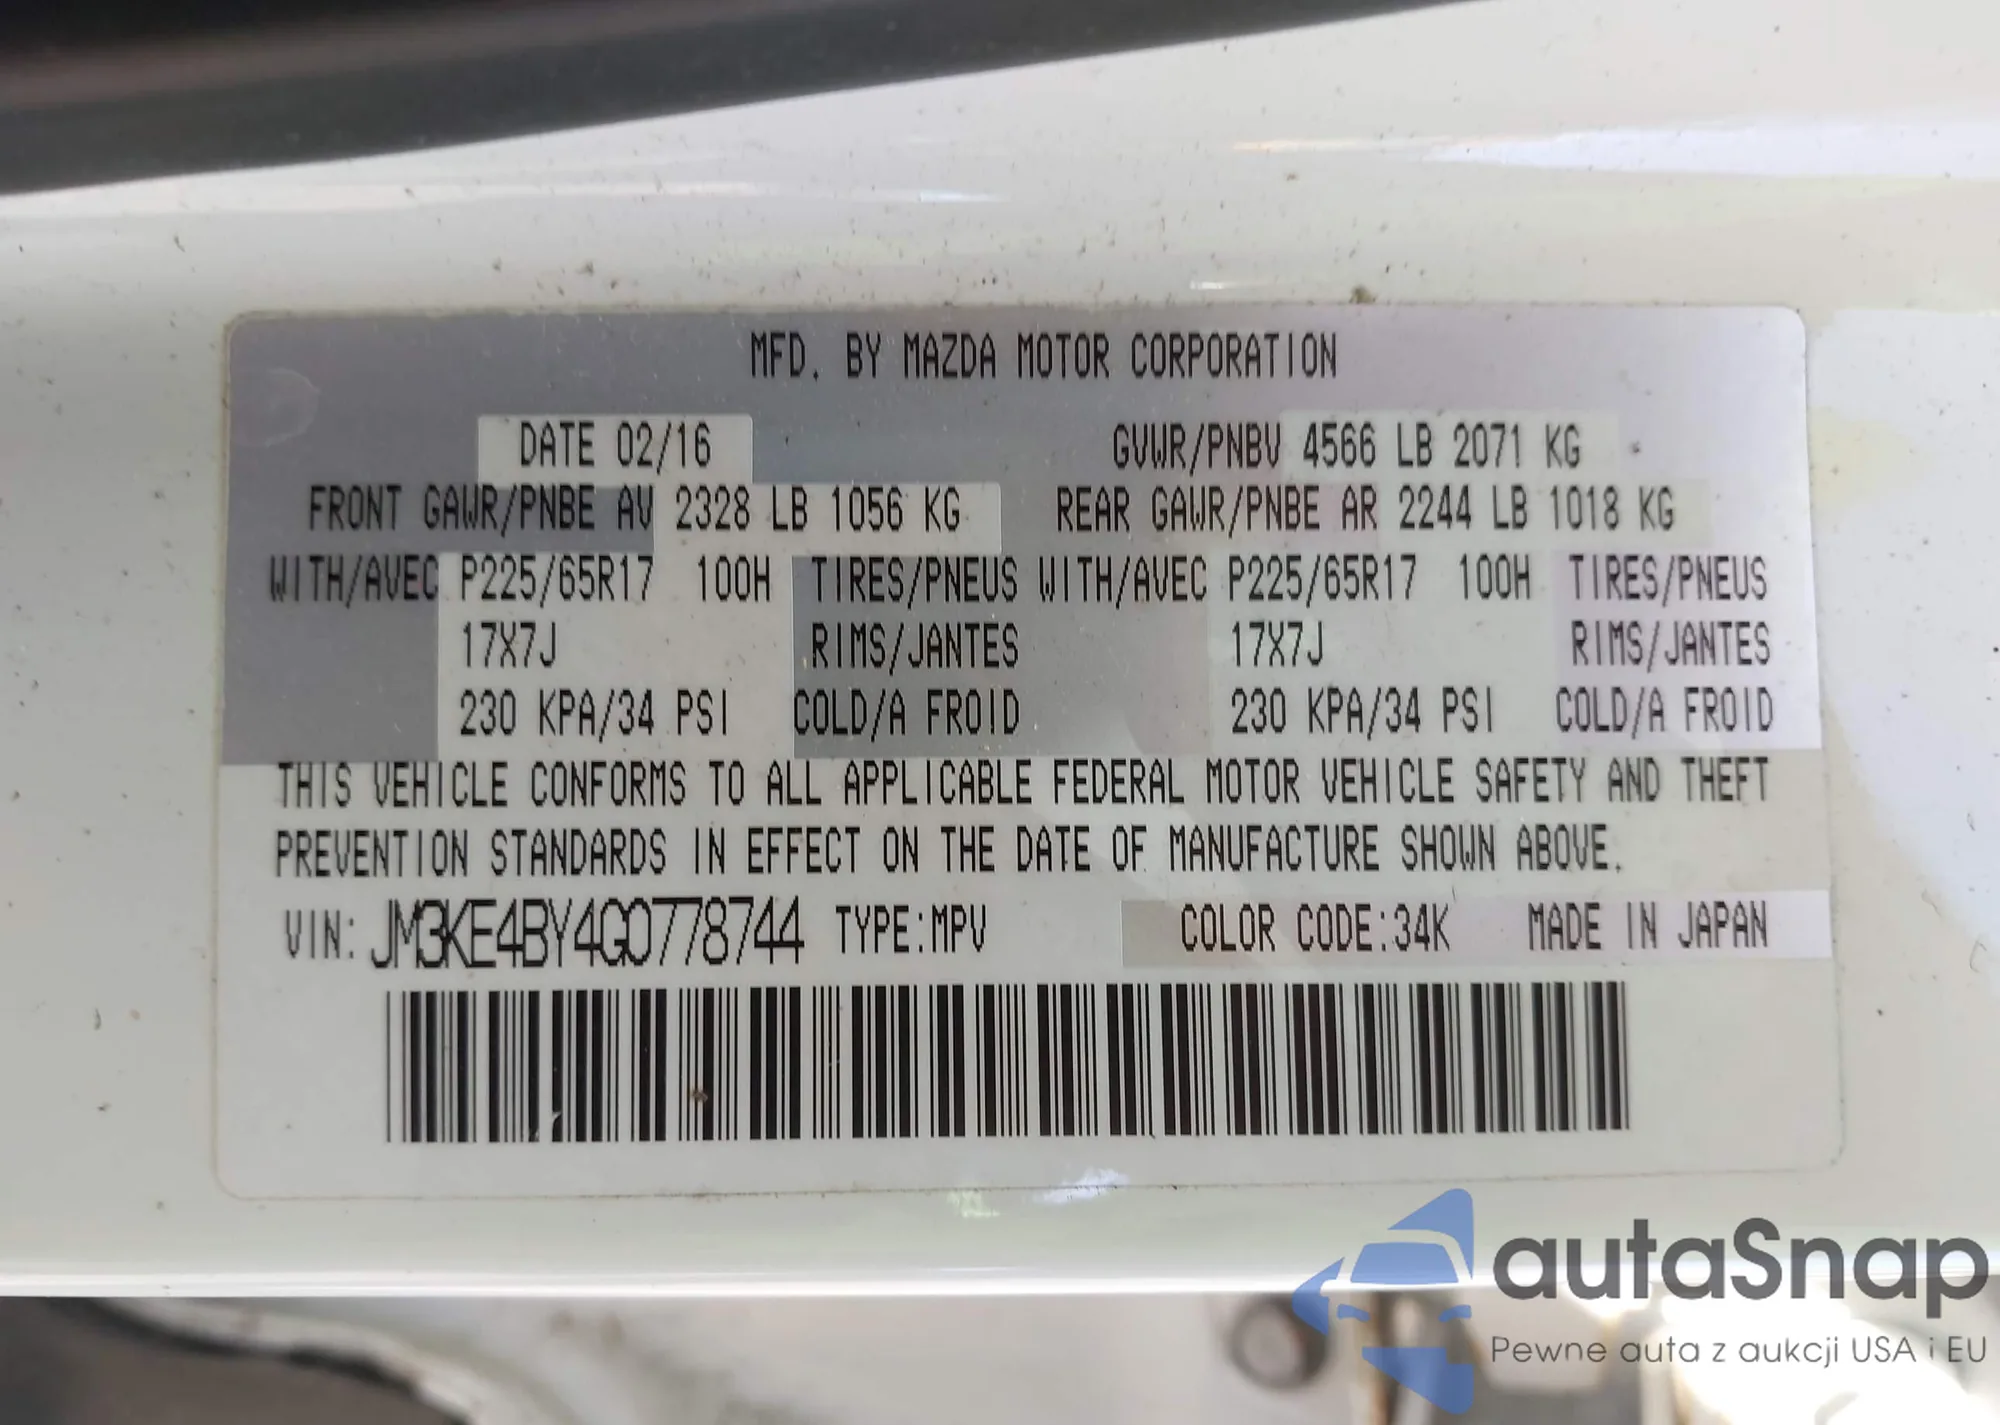 MFD. BY MAZDA MOTOR CORPORATION
DATE 02/16 GVWR/PNBV 4566 LB 2071 KG
FRONT GAWR/PNBE AV 2328 LB 1056 KG REAR GAWR/PNBE AR 2244 LB 1018 KG
WITH/AVEC P225/65R17 100H TIRES/PNEUS WITH/AVEC P225/65R17 100H TIRES/PNEUS
17X7J RIMS/JANTES 17X7J RIMS/JANTES
230 KPA/34 PSI COLD/A FROID 230 KPA/34 PSI COLD/A FROID
THIS VEHICLE CONFORMS TO ALL APPLICABLE FEDERAL MOTOR VEHICLE SAFETY AND THEFT
PREVENTION STANDARDS IN EFFECT ON THE DATE OF MANUFACTURE SHOWN ABOVE.
VIN: JM3KE4BY4G0778744 TYPE:MPV COLOR CODE:34K MADE IN JAPAN
autaSnap
Pewne auta z aukcji USA i EU